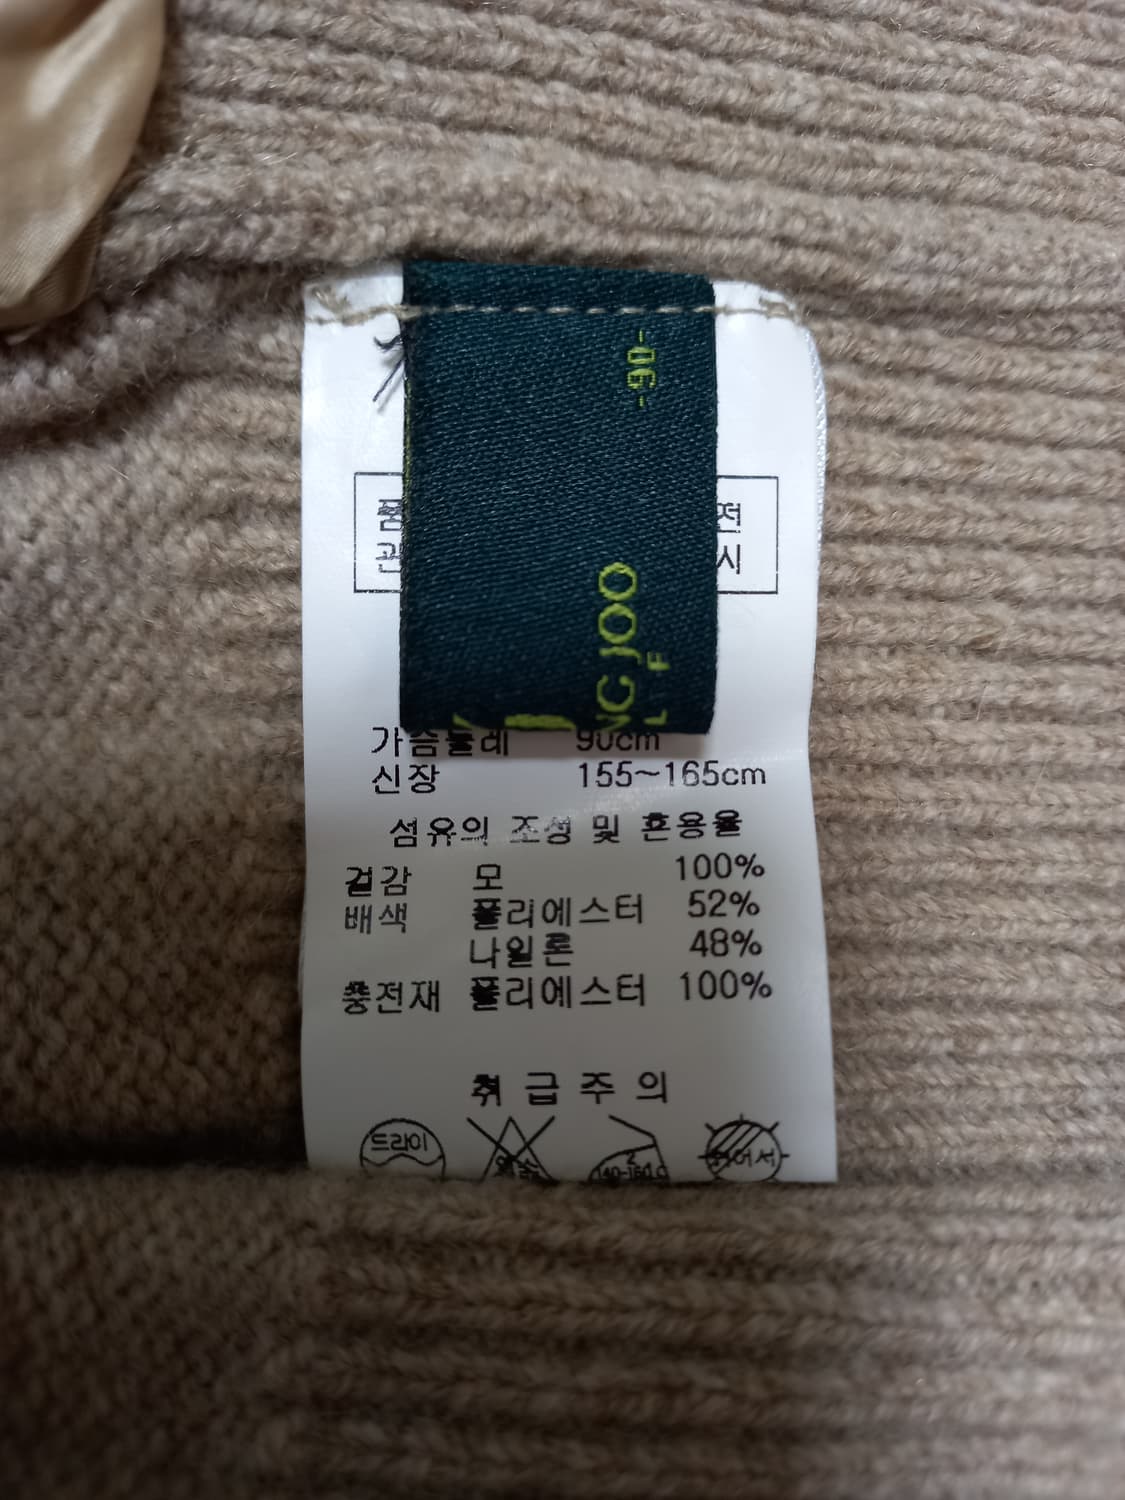 -90-
NG JOO
L F
전
시
가슴둘레 90cm
신장 155~165cm
섬유의 조성 및 혼용율
겉감 모 100%
배색 폴리에스터 52%
나일론 48%
충전재 폴리에스터 100%
취급주의
드라이